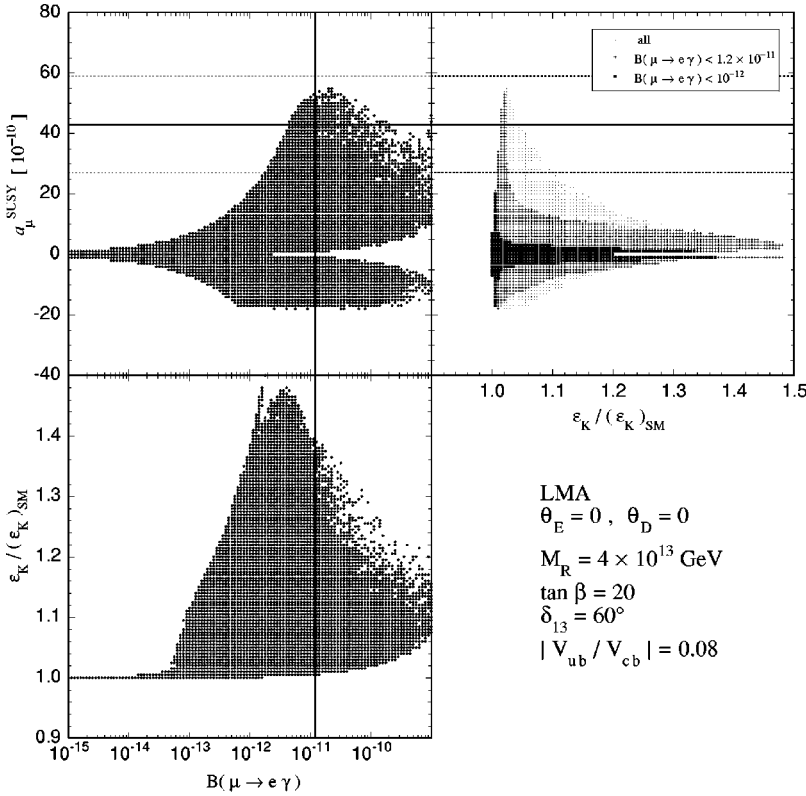 80
60
40
20
0
-20
-40
a_μ^SUSY [ 10^-10 ]
all
B( μ → e γ ) < 1.2 × 10^-11
B( μ → e γ ) < 10^-12
1.0 1.1 1.2 1.3 1.4 1.5
ε_K / ( ε_K )_SM
1.4
1.3
1.2
1.1
1.0
0.9
ε_K / ( ε_K )_SM
10^-15 10^-14 10^-13 10^-12 10^-11 10^-10
B( μ → e γ )
LMA
θ_E = 0 , θ_D = 0
M_R = 4 × 10^13 GeV
tan β = 20
δ_13 = 60°
| V_ub / V_cb | = 0.08